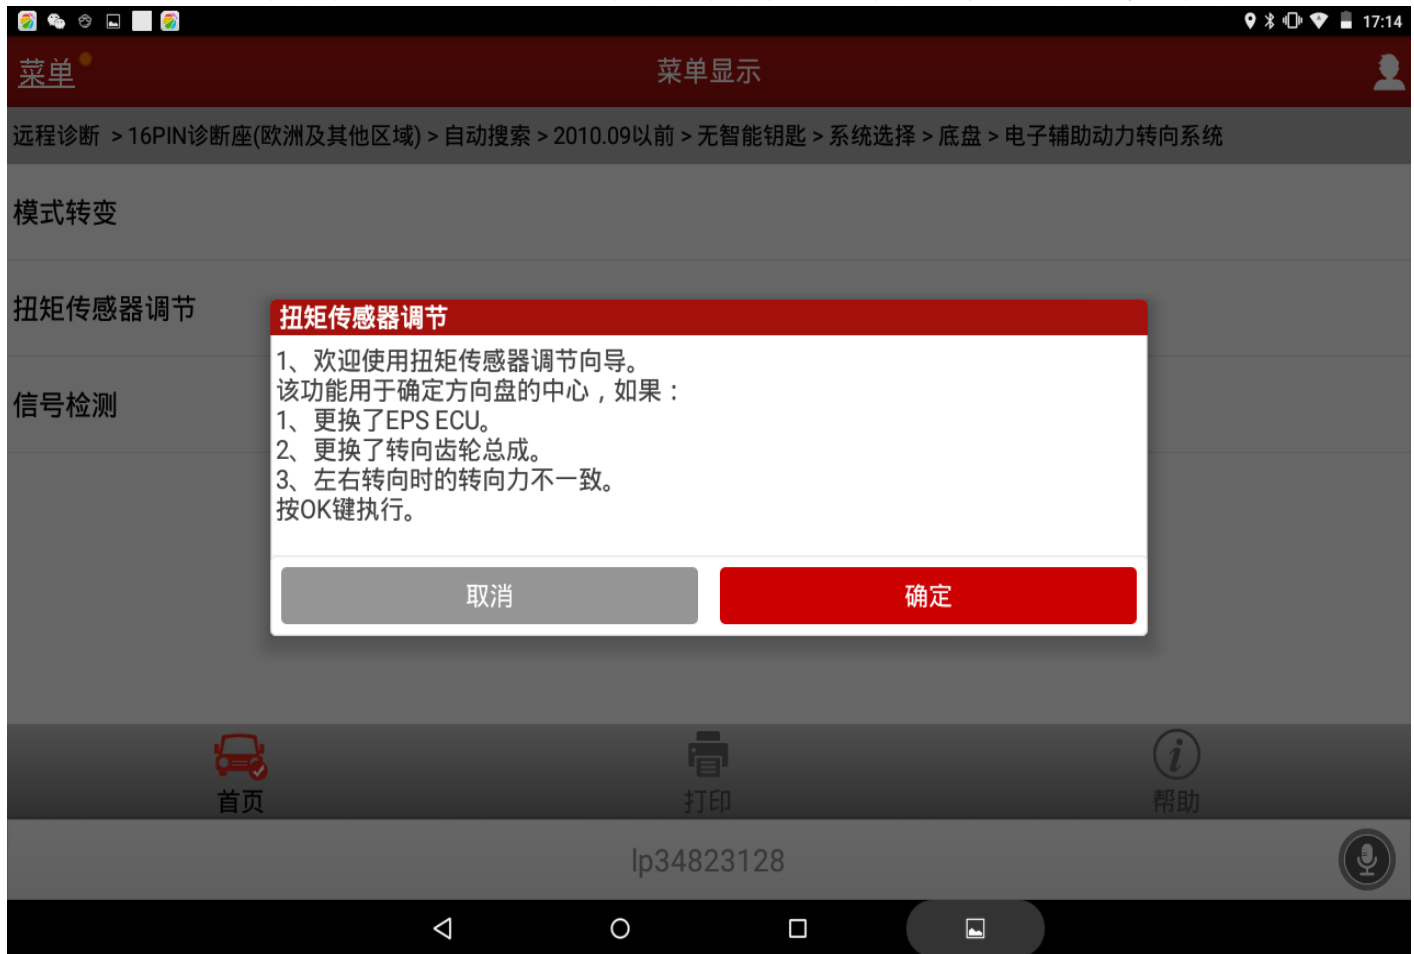 17:14
菜单
菜单显示
远程诊断 > 16PIN诊断座(欧洲及其他区域) > 自动搜索 > 2010.09以前 > 无智能钥匙 > 系统选择 > 底盘 > 电子辅助动力转向系统
模式转变
扭矩传感器调节
信号检测
扭矩传感器调节
1、欢迎使用扭矩传感器调节向导。
该功能用于确定方向盘的中心，如果：
1、更换了EPS ECU。
2、更换了转向齿轮总成。
3、左右转向时的转向力不一致。
按OK键执行。
取消
确定
首页
打印
帮助
lp34823128